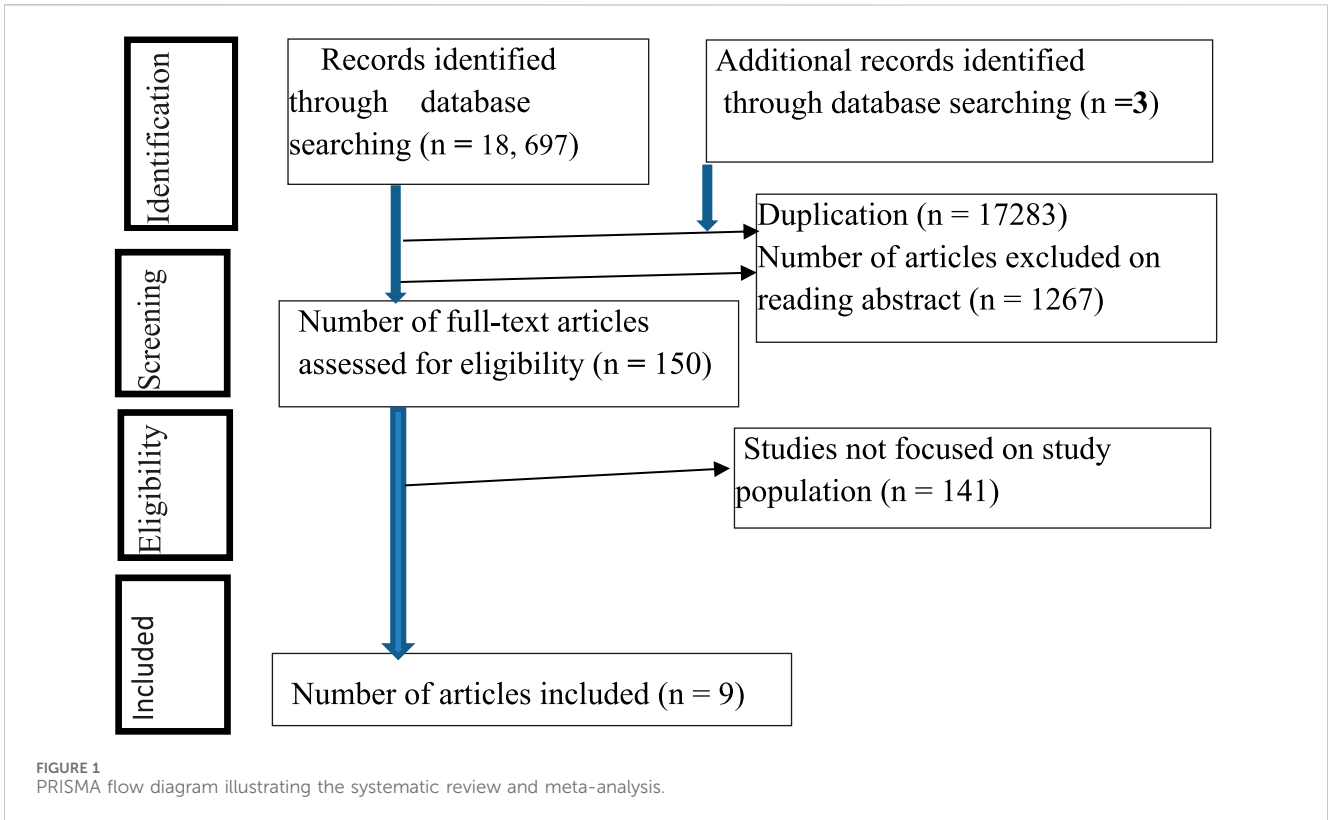 Identification
Records identified
through database
searching (n = 18, 697)
Additional records identified
through database searching (n =3)
Duplication (n = 17283)
Number of articles excluded on
reading abstract (n = 1267)
Screening
Number of full-text articles
assessed for eligibility (n = 150)
Eligibility
Studies not focused on study
population (n = 141)
Included
Number of articles included (n = 9)
FIGURE 1
PRISMA flow diagram illustrating the systematic review and meta-analysis.